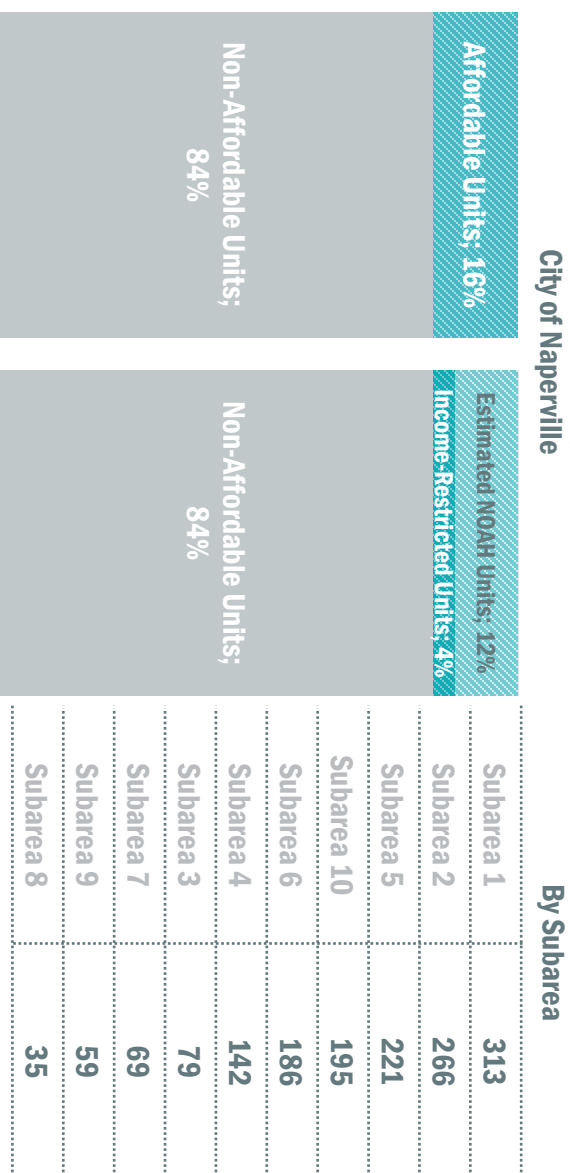 City of Naperville
Affordable Units; 16%
Non-Affordable Units;
84%
Estimated NOAH Units; 12%
Income-Restricted Units; 4%
Non-Affordable Units;
84%
By Subarea
Subarea 1 313
Subarea 2 266
Subarea 5 221
Subarea 10 195
Subarea 6 186
Subarea 4 142
Subarea 3 79
Subarea 7 69
Subarea 9 59
Subarea 8 35